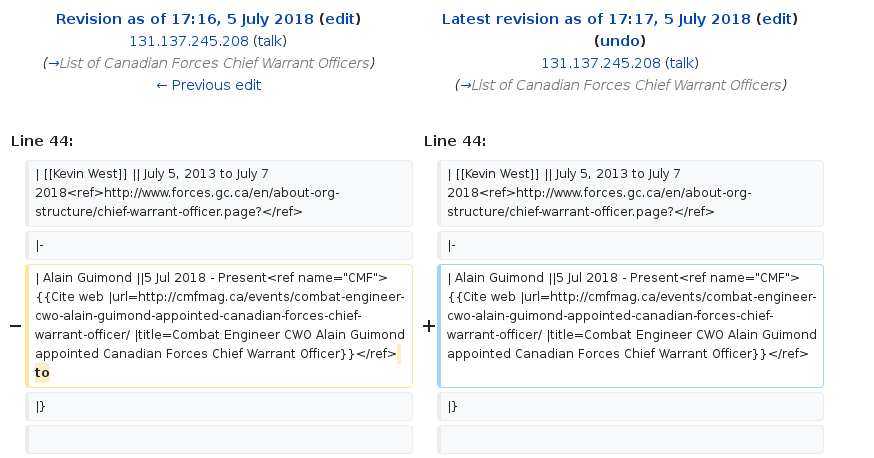 Revision as of 17:16, 5 July 2018 (edit)
131.137.245.208 (talk)
(→List of Canadian Forces Chief Warrant Officers)
← Previous edit
Latest revision as of 17:17, 5 July 2018 (edit)
(undo)
131.137.245.208 (talk)
(→List of Canadian Forces Chief Warrant Officers)
Line 44:
Line 44:
| [[Kevin West]] || July 5, 2013 to July 7
2018<ref>http://www.forces.gc.ca/en/about-org-
structure/chief-warrant-officer.page?</ref>
| [[Kevin West]] || July 5, 2013 to July 7
2018<ref>http://www.forces.gc.ca/en/about-org-
structure/chief-warrant-officer.page?</ref>
|-
|-
−
| Alain Guimond ||5 Jul 2018 - Present<ref name="CMF">
{{Cite web |url=http://cmfmag.ca/events/combat-engineer-
cwo-alain-guimond-appointed-canadian-forces-chief-
warrant-officer/ |title=Combat Engineer CWO Alain Guimond
appointed Canadian Forces Chief Warrant Officer}}</ref>
to
+
| Alain Guimond ||5 Jul 2018 - Present<ref name="CMF">
{{Cite web |url=http://cmfmag.ca/events/combat-engineer-
cwo-alain-guimond-appointed-canadian-forces-chief-
warrant-officer/ |title=Combat Engineer CWO Alain Guimond
appointed Canadian Forces Chief Warrant Officer}}</ref>
|}
|}